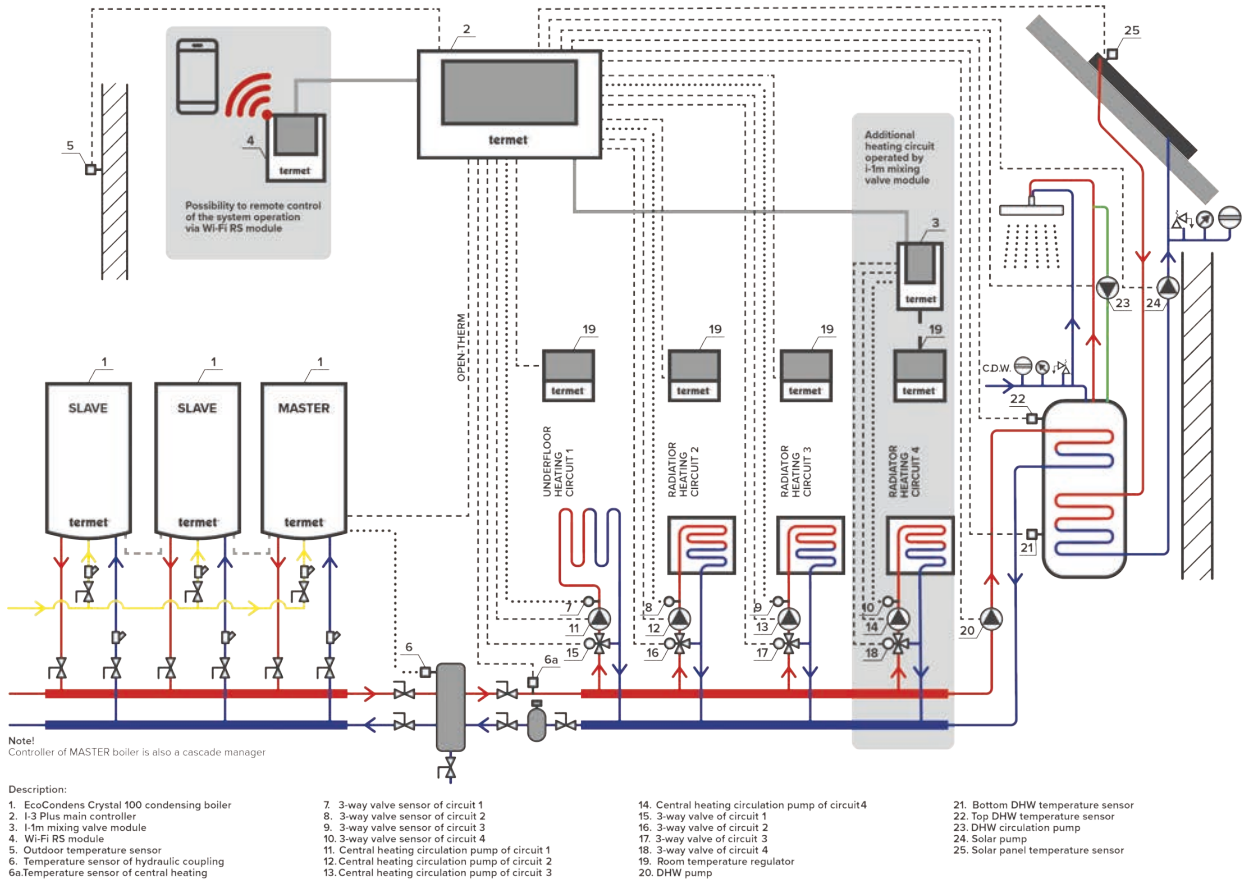 2
25
termet
4
termet
5
Possibility to remote control
of the system operation
via Wi-Fi RS module
Additional
heating circuit
operated by
i-1m mixing
valve module
3
termet
23
24
OPEN-THERM
19
termet
19
termet
19
termet
19
termet
C.D.W.
22
21
1
SLAVE
termet
1
SLAVE
termet
1
MASTER
termet
UNDERFLOOR
HEATING
CIRCUIT 1
RADIATOR
HEATING
CIRCUIT 2
RADIATOR
HEATING
CIRCUIT 3
RADIATOR
HEATING
CIRCUIT 4
7
8
9
10
11
12
13
14
20
15
16
17
18
6
6a
Note!
Controller of MASTER boiler is also a cascade manager
Description:
1. EcoCondens Crystal 100 condensing boiler
2. I-3 Plus main controller
3. I-1m mixing valve module
4. Wi-Fi RS module
5. Outdoor temperature sensor
6. Temperature sensor of hydraulic coupling
6a.Temperature sensor of central heating
7. 3-way valve sensor of circuit 1
8. 3-way valve sensor of circuit 2
9. 3-way valve sensor of circuit 3
10. 3-way valve sensor of circuit 4
11. Central heating circulation pump of circuit 1
12. Central heating circulation pump of circuit 2
13. Central heating circulation pump of circuit 3
14. Central heating circulation pump of circuit4
15. 3-way valve of circuit 1
16. 3-way valve of circuit 2
17. 3-way valve of circuit 3
18. 3-way valve of circuit 4
19. Room temperature regulator
20. DHW pump
21. Bottom DHW temperature sensor
22. Top DHW temperature sensor
23. DHW circulation pump
24. Solar pump
25. Solar panel temperature sensor